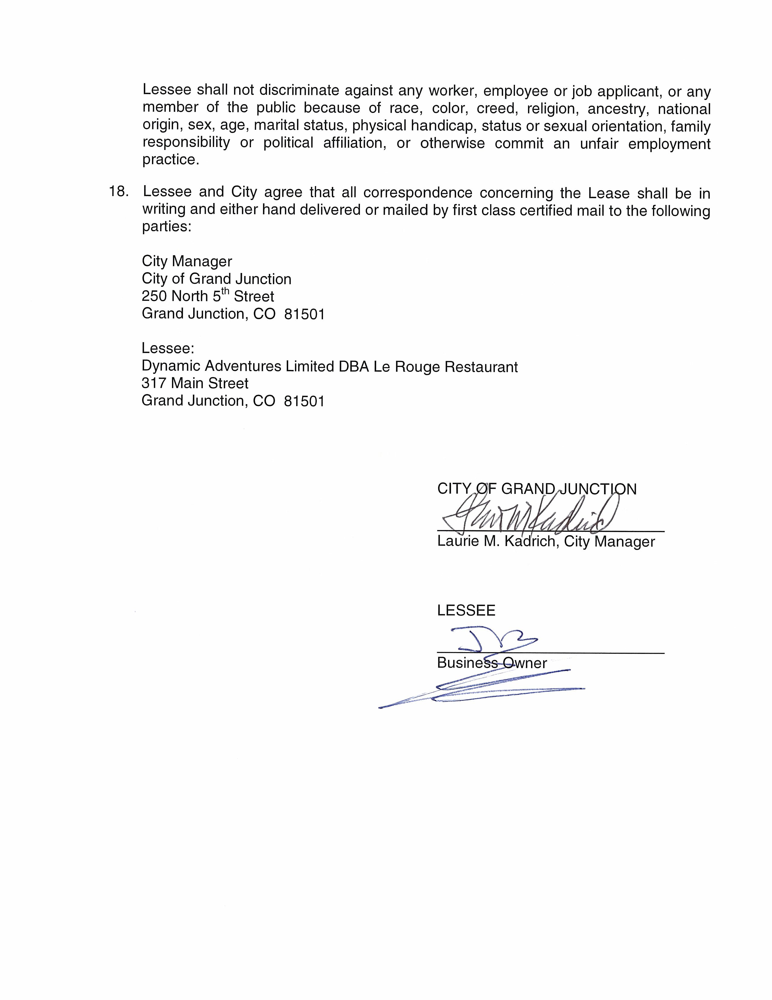 Lessee shall not discriminate against any worker, employee or job applicant, or any
member of the public because of race, color, creed, religion, ancestry, national
origin, sex, age, marital status, physical handicap, status or sexual orientation, family
responsibility or political affiliation, or otherwise commit an unfair employment
practice.
18. Lessee and City agree that all correspondence concerning the Lease shall be in
writing and either hand delivered or mailed by first class certified mail to the following
parties:
City Manager
City of Grand Junction
250 North 5th Street
Grand Junction, CO 81501
Lessee:
Dynamic Adventures Limited DBA Le Rouge Restaurant
317 Main Street
Grand Junction, CO 81501
CITY OF GRAND JUNCTION
Laurie M. Kadrich, City Manager
LESSEE
Business Owner